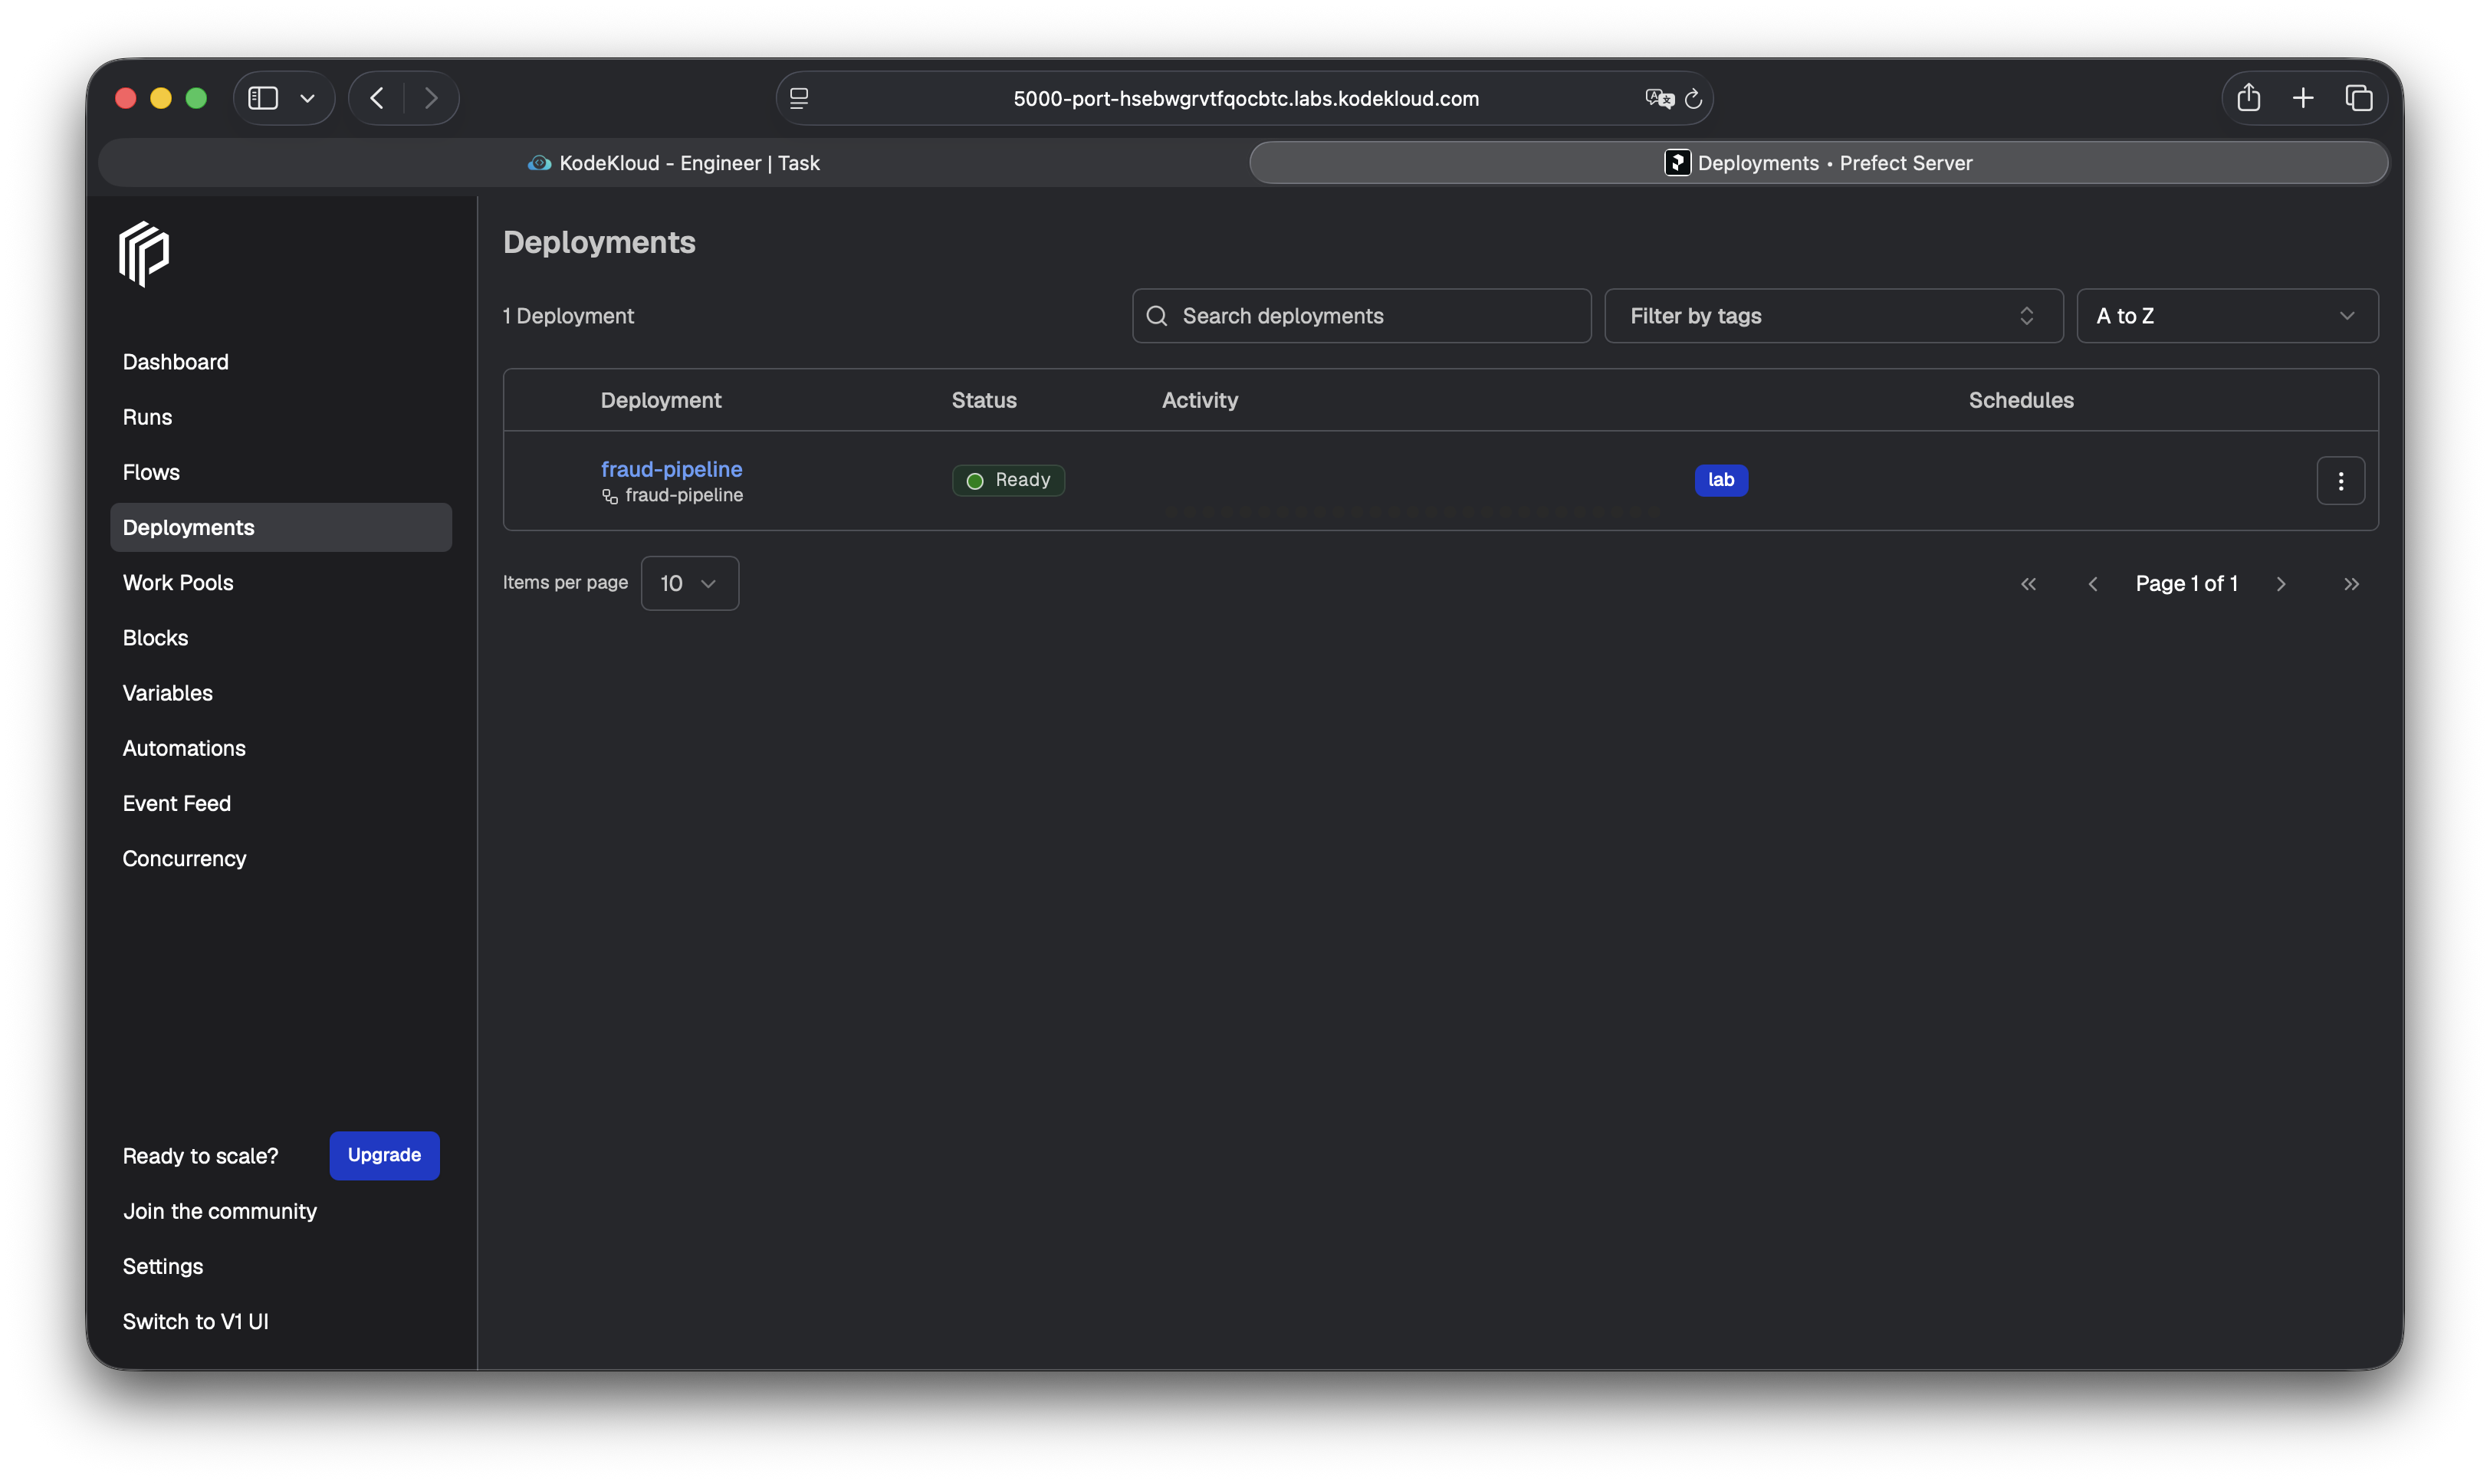 5000-port-hsebwgrvtfqocbtc.labs.kodekloud.com
KodeKloud - Engineer | Task
Deployments • Prefect Server
Dashboard
Runs
Flows
Deployments
Work Pools
Blocks
Variables
Automations
Event Feed
Concurrency
Ready to scale?
Upgrade
Join the community
Settings
Switch to V1 UI
Deployments
1 Deployment
Search deployments
Filter by tags
A to Z
Deployment
Status
Activity
Schedules
fraud-pipeline
fraud-pipeline
Ready
lab
Items per page
10
Page 1 of 1